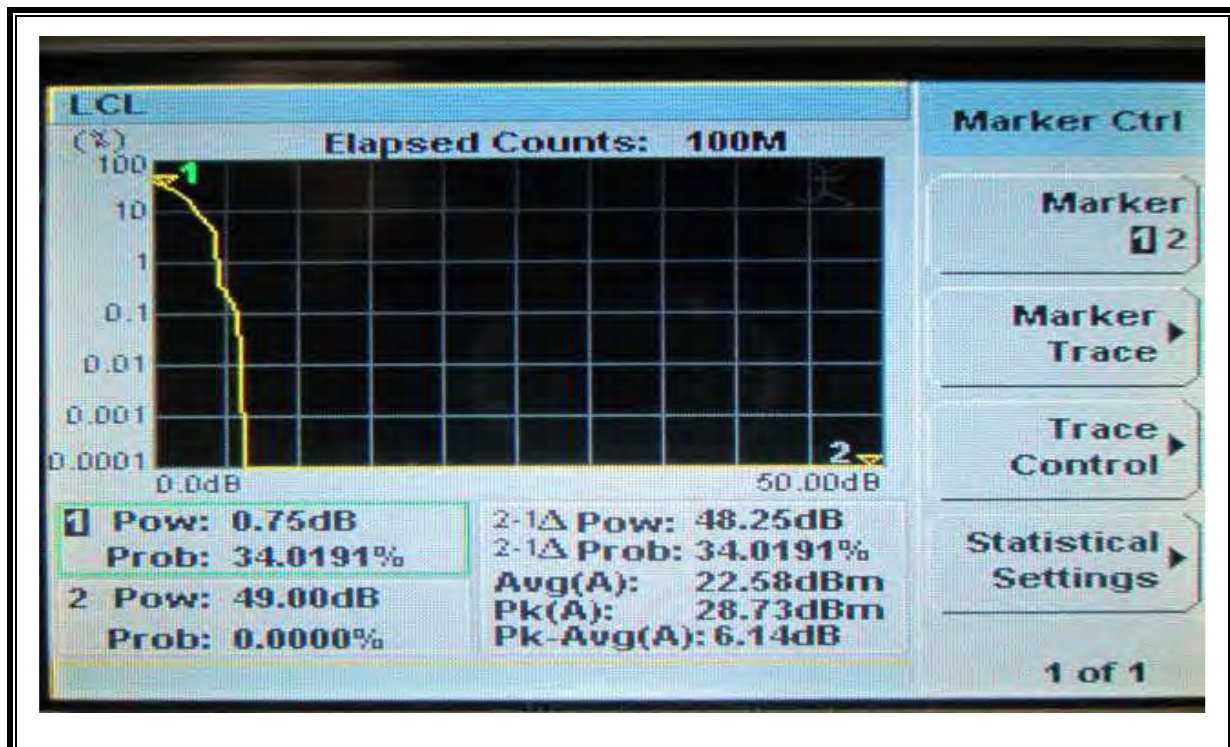 LCL
(%)
Elapsed Counts: 100M
100
10
1
0.1
0.01
0.001
0.0001
1
2
0.0dB 50.00dB
1 Pow: 0.75dB
Prob: 34.0191%
2 Pow: 49.00dB
Prob: 0.0000%
2-1Δ Pow: 48.25dB
2-1Δ Prob: 34.0191%
Avg(A): 22.58dBm
Pk(A): 28.73dBm
Pk-Avg(A): 6.14dB
Marker Ctrl
Marker
1 2
Marker
Trace
Trace
Control
Statistical
Settings
1 of 1